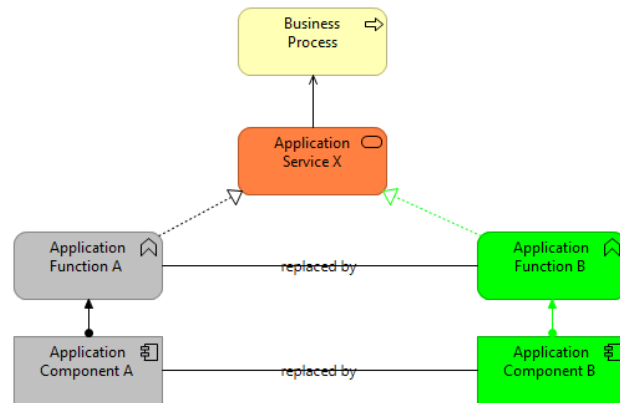 Business
Process
Application
Service X
Application
Function A
replaced by
Application
Function B
Application
Component A
replaced by
Application
Component B